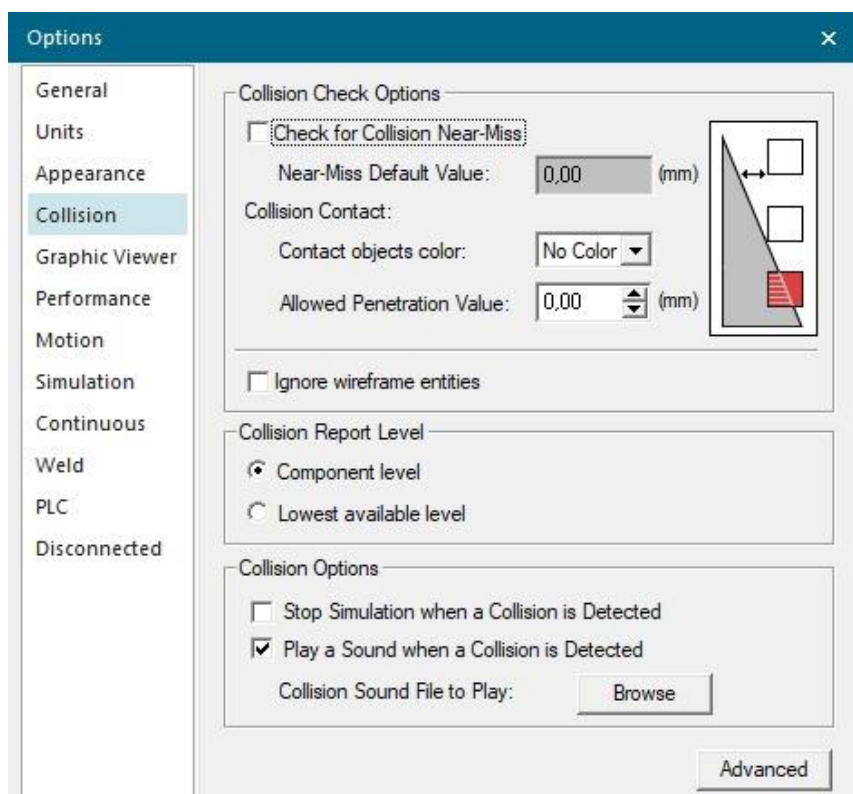 Options
General
Units
Appearance
Collision
Graphic Viewer
Performance
Motion
Simulation
Continuous
Weld
PLC
Disconnected
Collision Check Options
Check for Collision Near-Miss
Near-Miss Default Value: 0,00 (mm)
Collision Contact:
Contact objects color: No Color
Allowed Penetration Value: 0,00 (mm)
Ignore wireframe entities
Collision Report Level
Component level
Lowest available level
Collision Options
Stop Simulation when a Collision is Detected
Play a Sound when a Collision is Detected
Collision Sound File to Play: Browse
Advanced